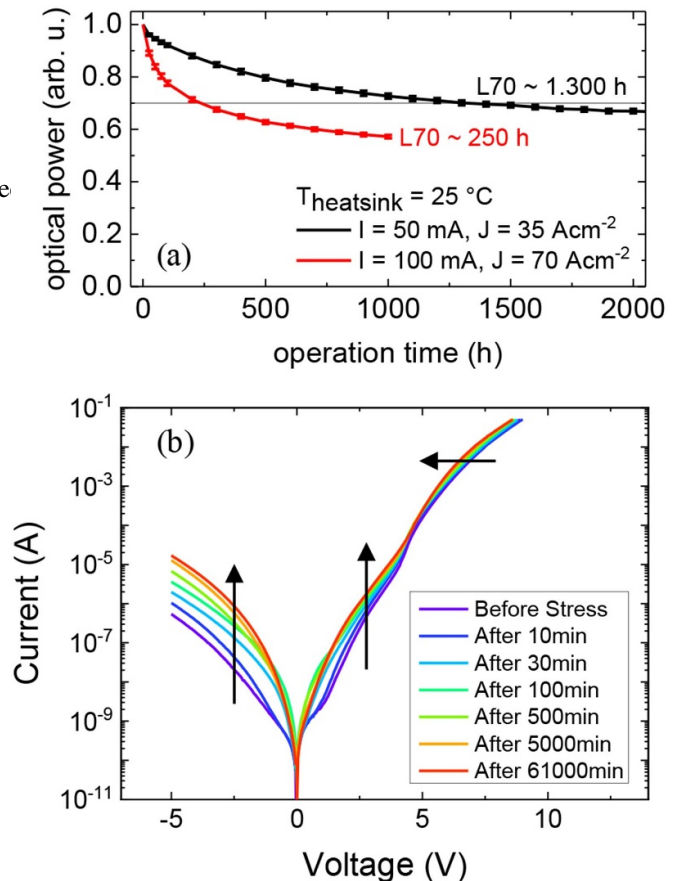 optical power (arb. u.)
1.0
0.8
0.6
0.4
0.2
0.0
L70 ~ 1.300 h
L70 ~ 250 h
T_heatsink = 25 °C
I = 50 mA, J = 35 Acm⁻²
I = 100 mA, J = 70 Acm⁻²
(a)
0 500 1000 1500 2000
operation time (h)
e
Current (A)
10⁻¹
10⁻³
10⁻⁵
10⁻⁷
10⁻⁹
10⁻¹¹
(b)
Before Stress
After 10min
After 30min
After 100min
After 500min
After 5000min
After 61000min
-5 0 5 10
Voltage (V)